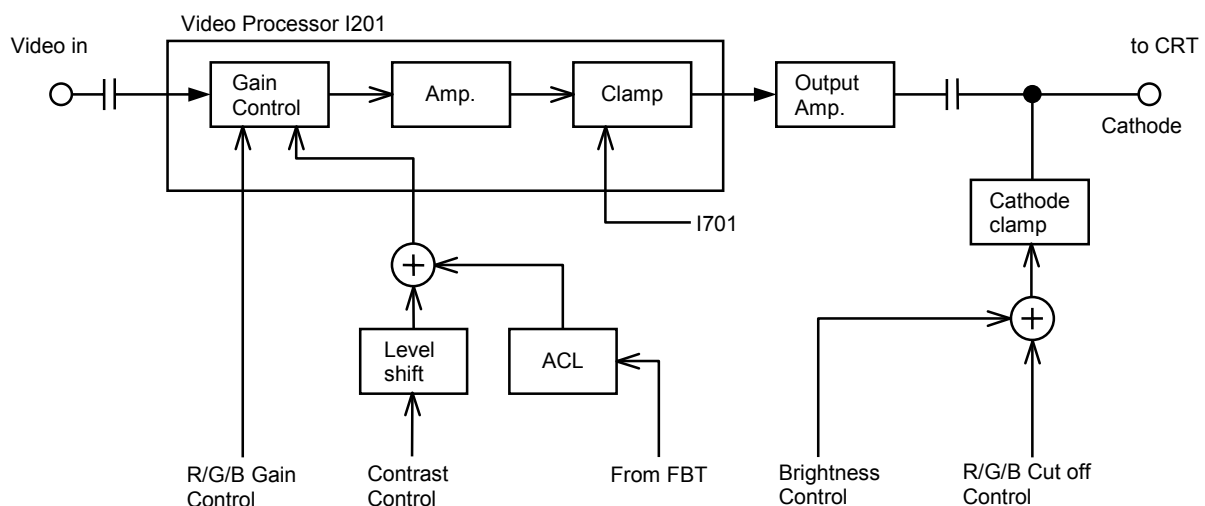 Video Processor I201
Video in
to CRT
Gain
Control
Amp.
Clamp
Output
Amp.
Cathode
Cathode
clamp
I701
+
+
Level
shift
ACL
R/G/B Gain
Control
Contrast
Control
From FBT
Brightness
Control
R/G/B Cut off
Control